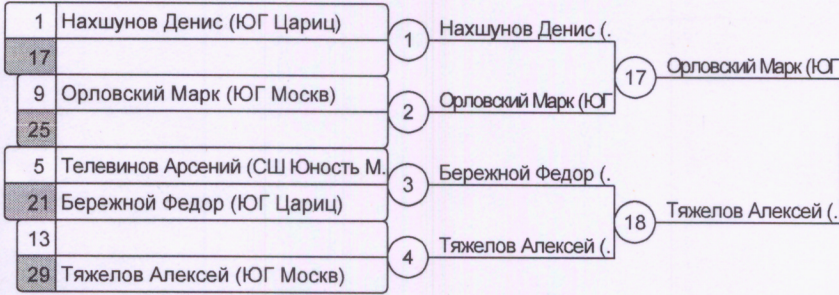 1 Нахшунов Денис (ЮГ Цариц)
17
1
Нахшунов Денис (.
9 Орловский Марк (ЮГ Москв)
25
2
Орловский Марк (ЮГ
17
Орловский Марк (ЮГ
5 Телевинов Арсений (СШ Юность М.
21 Бережной Федор (ЮГ Цариц)
3
Бережной Федор (.
13
29 Тяжелов Алексей (ЮГ Москв)
4
Тяжелов Алексей (.
18
Тяжелов Алексей (.